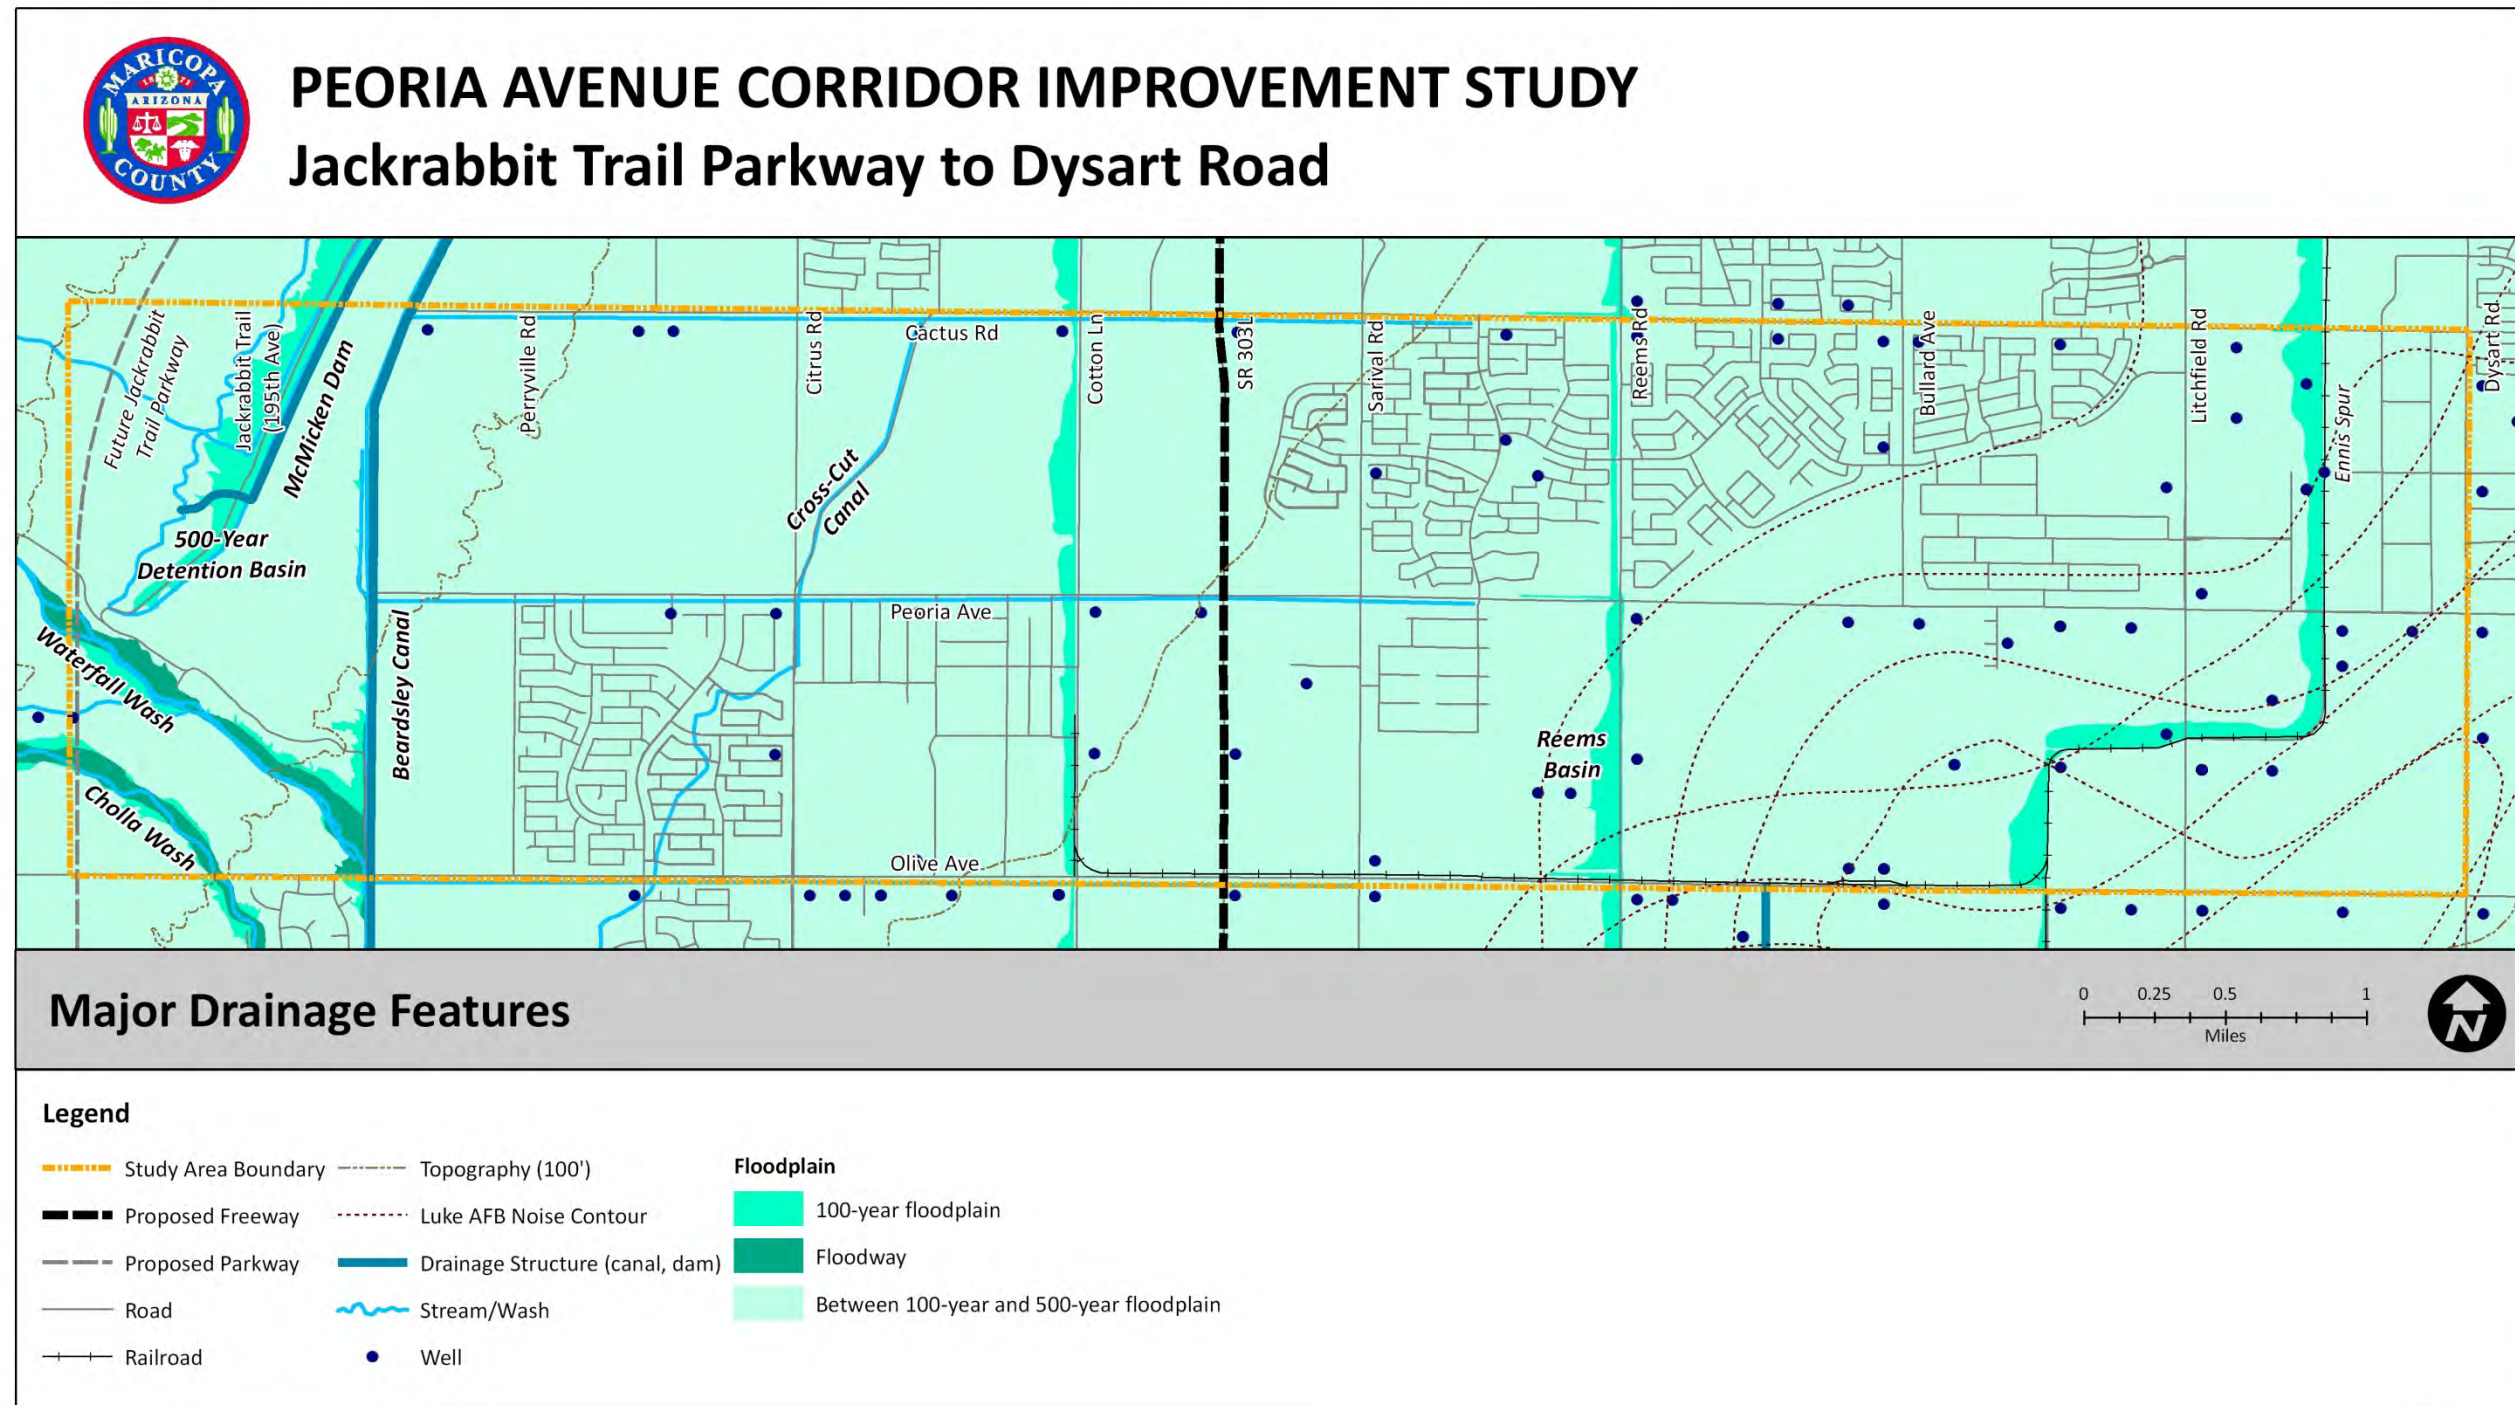 MARICOPA
1871
ARIZONA
COUNTY
PEORIA AVENUE CORRIDOR IMPROVEMENT STUDY
Jackrabbit Trail Parkway to Dysart Road
Future Jackrabbit
Trail Parkway
Jackrabbit Trail
(195th Ave)
McMicken Dam
Perryville Rd
Citrus Rd
Cactus Rd
Cotton Ln
SR 303L
Sarival Rd
Reems Rd
Bullard Ave
Litchfield Rd
Ennis Spur
Dysart Rd
Cross-Cut
Canal
500-Year
Detention Basin
Peoria Ave
Waterfall Wash
Beardsley Canal
Reems
Basin
Cholla Wash
Olive Ave
Major Drainage Features
0 0.25 0.5 1
Miles
N
Legend
Study Area Boundary
Proposed Freeway
Proposed Parkway
Road
Railroad
Topography (100')
Luke AFB Noise Contour
Drainage Structure (canal, dam)
Stream/Wash
Well
Floodplain
100-year floodplain
Floodway
Between 100-year and 500-year floodplain